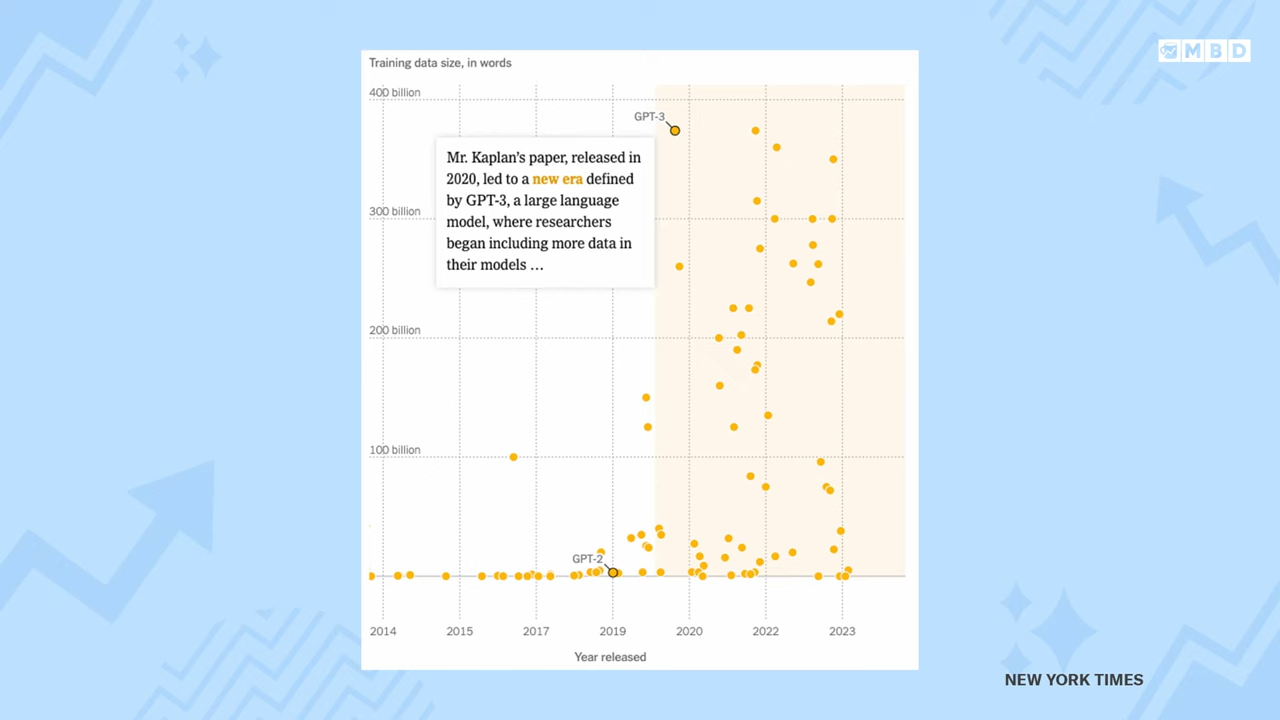 MBD
Training data size, in words
400 billion
GPT-3
Mr. Kaplan’s paper, released in
2020, led to a new era defined
by GPT-3, a large language
model, where researchers
began including more data in
their models …
300 billion
200 billion
100 billion
GPT-2
2014 2015 2017 2019 2020 2022 2023
Year released
NEW YORK TIMES